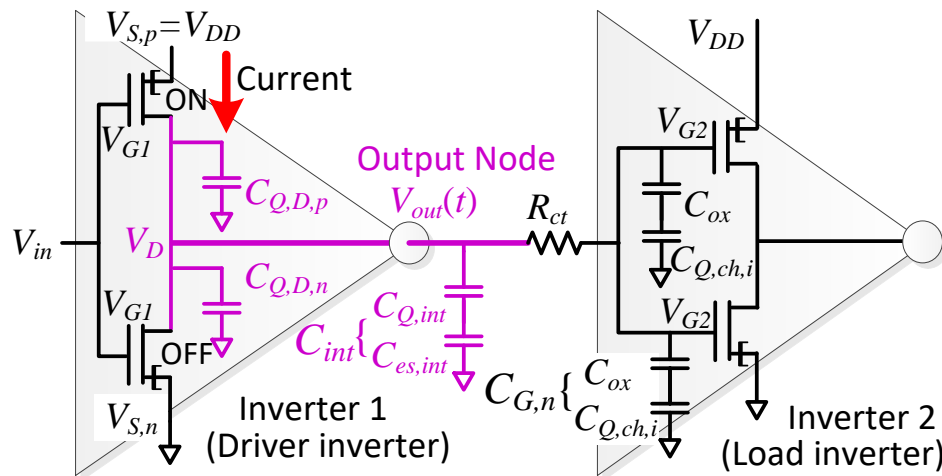 V_{S,p}=V_{DD}
ON
Current
V_{G1}
C_{Q,D,p}
V_{in}
V_D
V_{G1}
C_{Q,D,n}
OFF
V_{S,n}
Inverter 1
(Driver inverter)
Output Node
V_{out}(t)
R_{ct}
C_{int}{
C_{Q,int}
C_{es,int}
V_{DD}
V_{G2}
C_{ox}
C_{Q,ch,i}
V_{G2}
C_{G,n}{
C_{ox}
C_{Q,ch,i}
Inverter 2
(Load inverter)